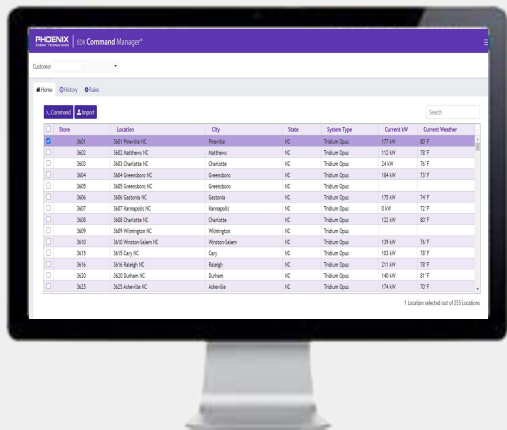 PHOENIX ENERGY TECHNOLOGIES EDX Command Manager®
Customer
Home History Rules
Command Import Search
Store Location City State System Type Current kW Current Weather
3601 3601 Pineville NC Pineville NC Tridium Opus 177 kW 80° F
3602 3602 Matthews NC Matthews NC Tridium Opus 112 kW 78° F
3603 3603 Charlotte NC Charlotte NC Tridium Opus 24 kW 76° F
3604 3604 Greensboro NC Greensboro NC Tridium Opus 184 kW 73° F
3605 3605 Greensboro NC Greensboro NC Tridium Opus
3606 3606 Gastonia NC Gastonia NC Tridium Opus 175 kW 74° F
3607 3607 Kannapolis NC Kannapolis NC Tridium Opus 0 kW 72° F
3608 3608 Charlotte NC Charlotte NC Tridium Opus 122 kW 80° F
3609 3609 Wilmington NC Wilmington NC Tridium Opus
3610 3610 Winston-Salem NC Winston-Salem NC Tridium Opus 139 kW 76° F
3615 3615 Cary NC Cary NC Tridium Opus 103 kW 78° F
3616 3616 Raleigh NC Raleigh NC Tridium Opus 211 kW 78° F
3620 3620 Durham NC Durham NC Tridium Opus 140 kW 81° F
3625 3625 Asheville NC Asheville NC Tridium Opus 174 kW 70° F
1 Location selected out of 255 Locations